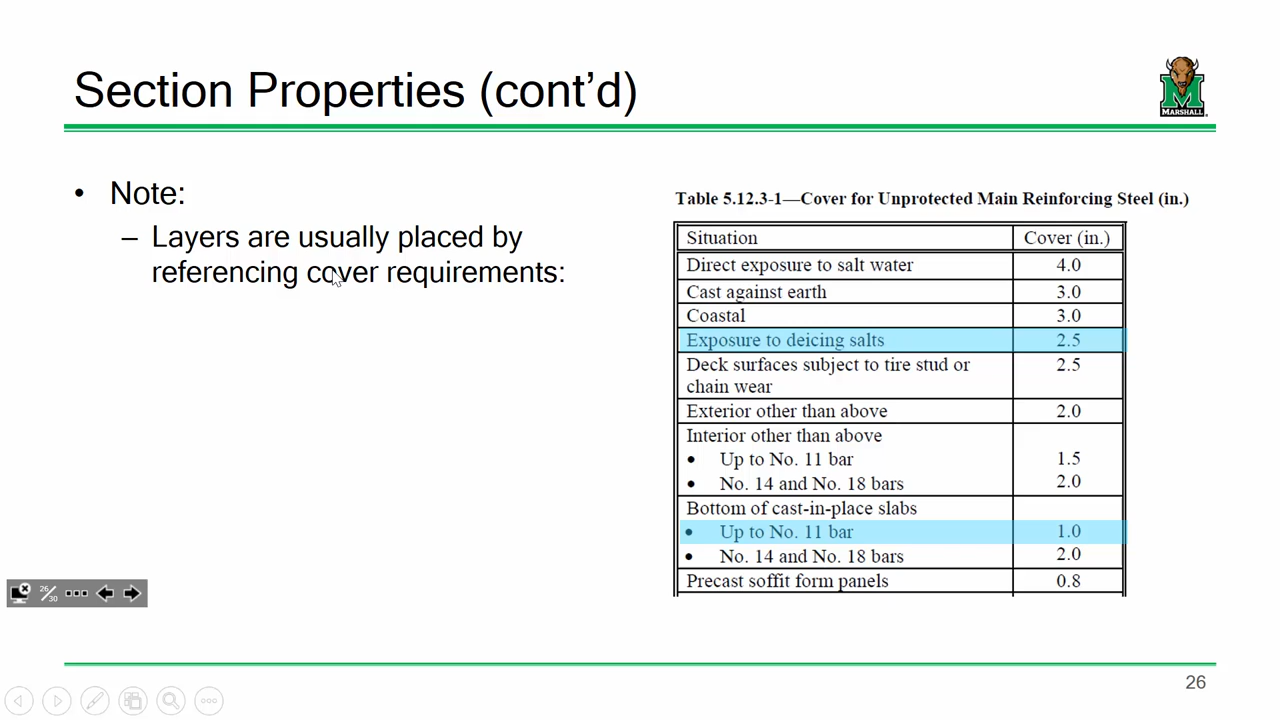 Section Properties (cont’d)
MARSHALL
• Note:
– Layers are usually placed by
referencing cover requirements:
Table 5.12.3-1—Cover for Unprotected Main Reinforcing Steel (in.)
Situation Cover (in.)
Direct exposure to salt water 4.0
Cast against earth 3.0
Coastal 3.0
Exposure to deicing salts 2.5
Deck surfaces subject to tire stud or 2.5
chain wear
Exterior other than above 2.0
Interior other than above
• Up to No. 11 bar 1.5
• No. 14 and No. 18 bars 2.0
Bottom of cast-in-place slabs
• Up to No. 11 bar 1.0
• No. 14 and No. 18 bars 2.0
Precast soffit form panels 0.8
26/30
26